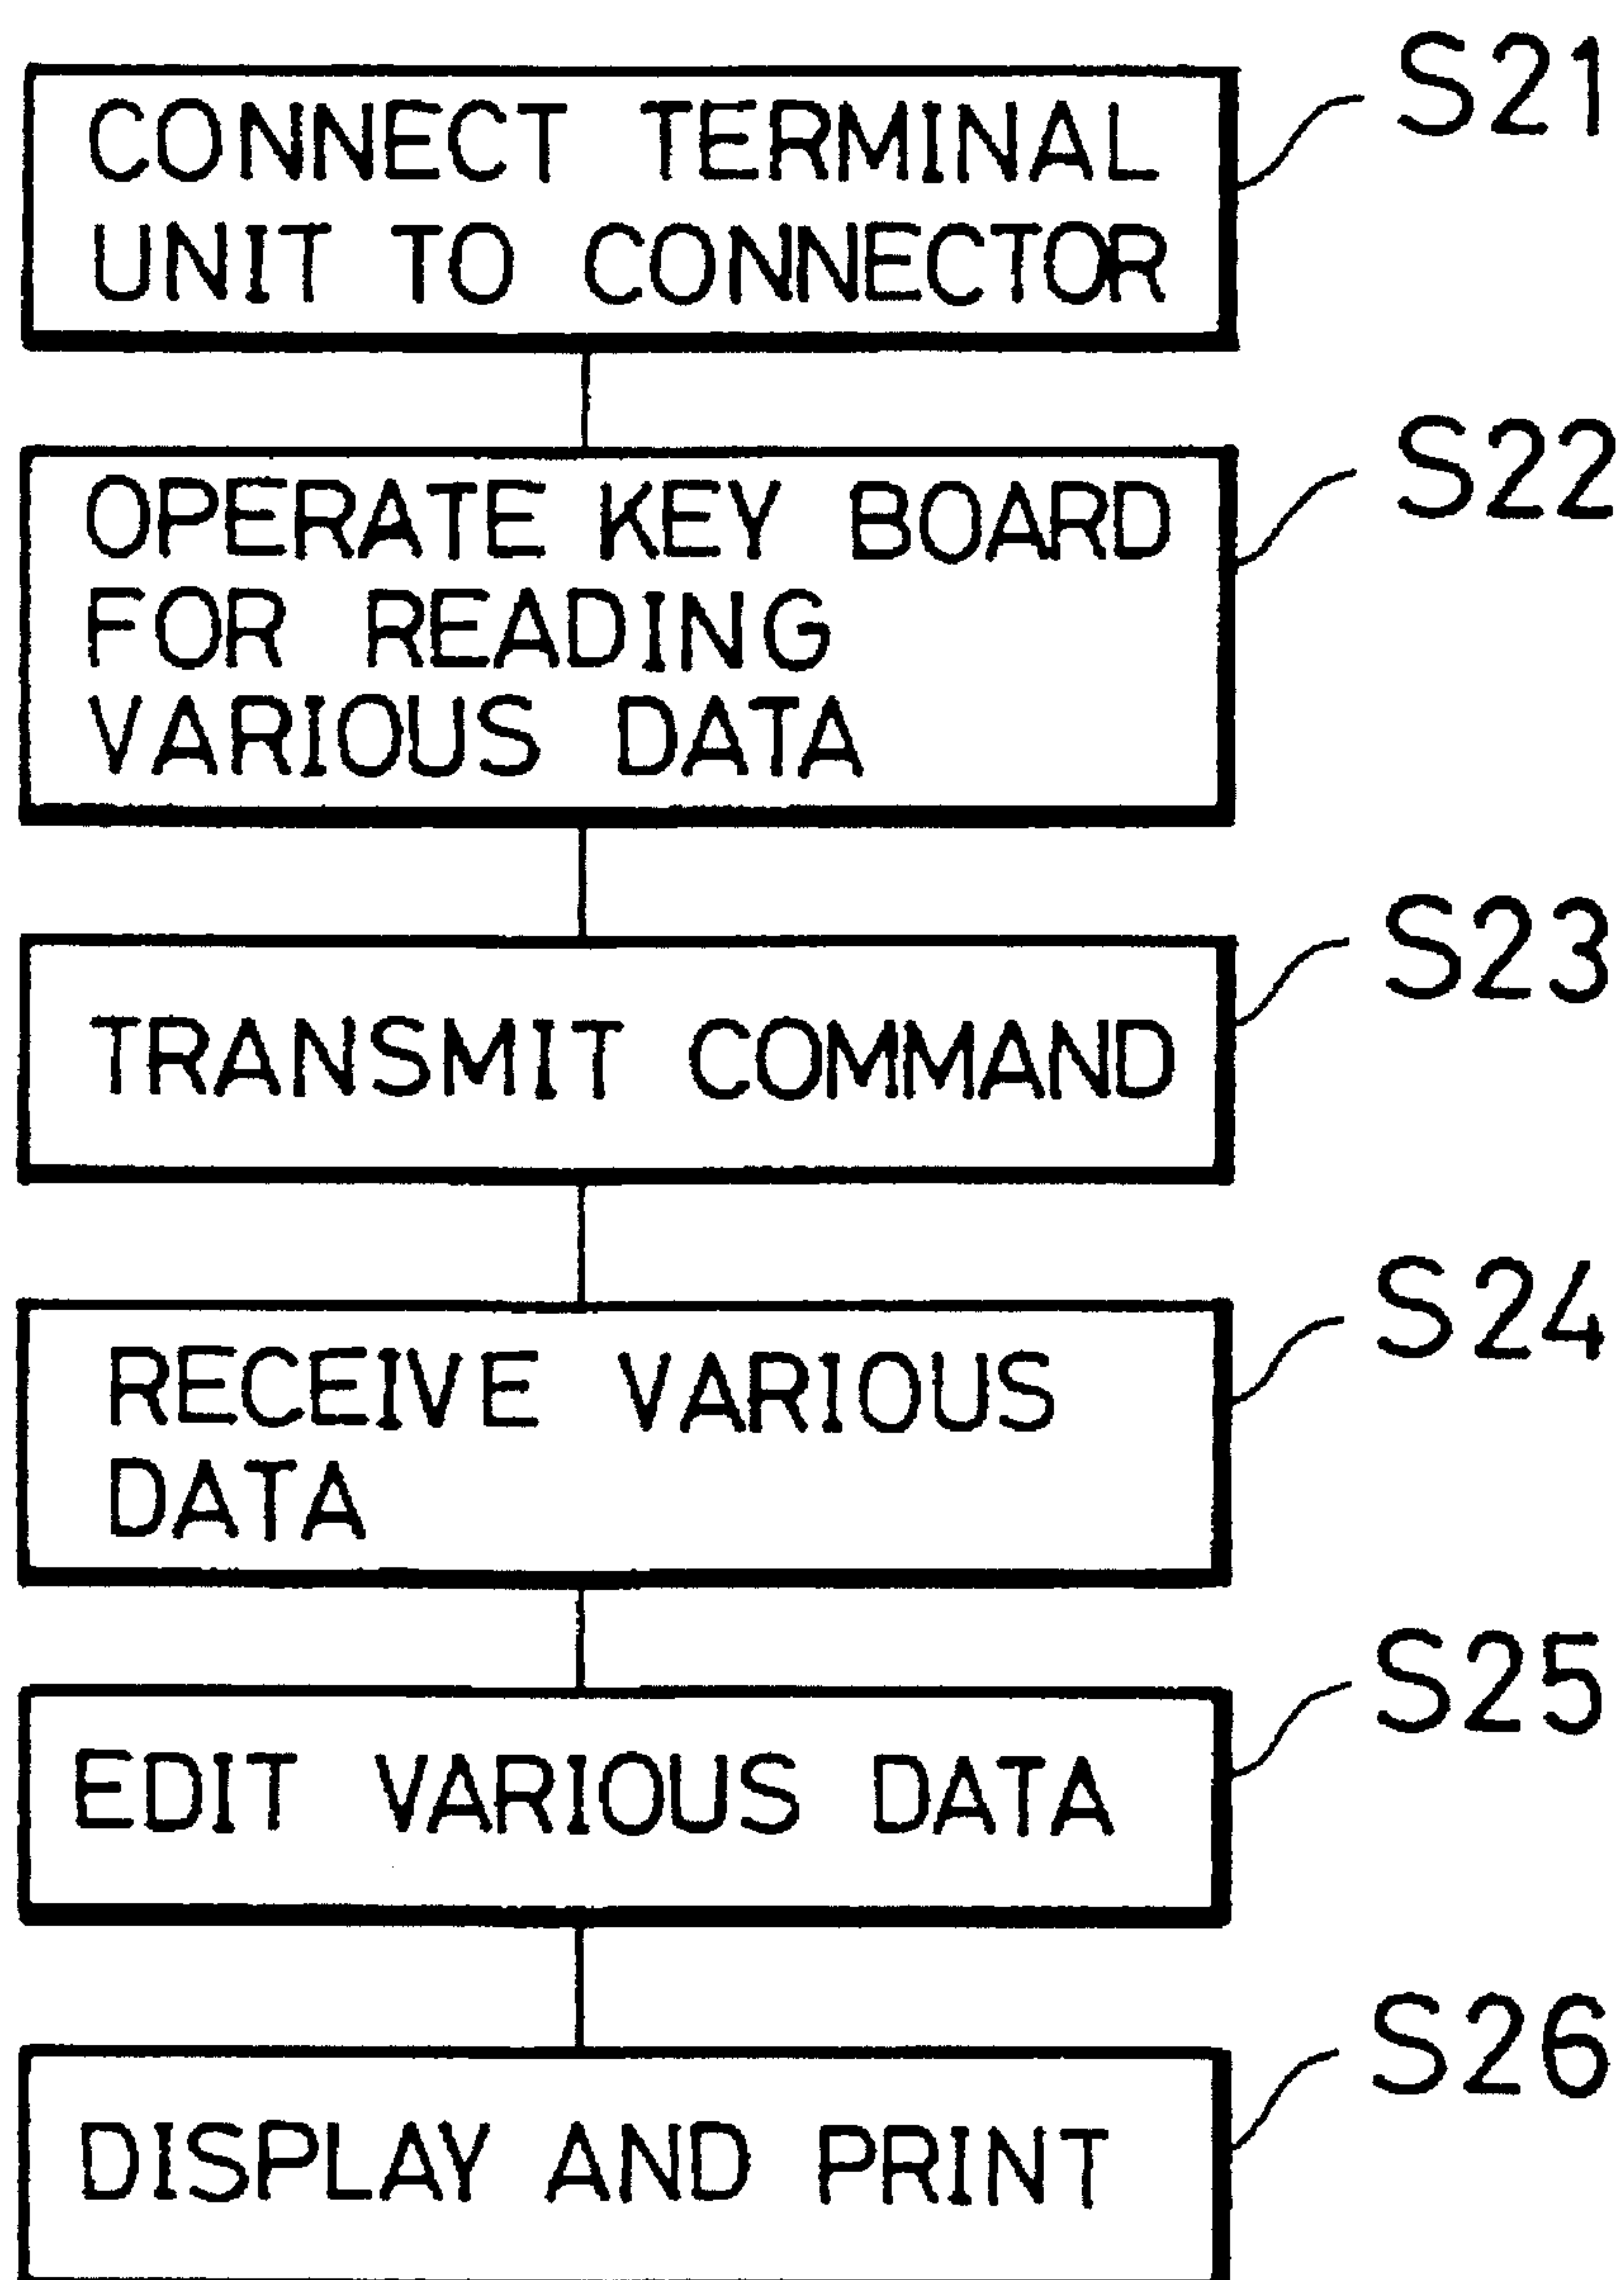 S21
CONNECT TERMINAL
UNIT TO CONNECTOR
S22
OPERATE KEY BOARD
FOR READING
VARIOUS DATA
S23
TRANSMIT COMMAND
S24
RECEIVE VARIOUS
DATA
S25
EDIT VARIOUS DATA
S26
DISPLAY AND PRINT